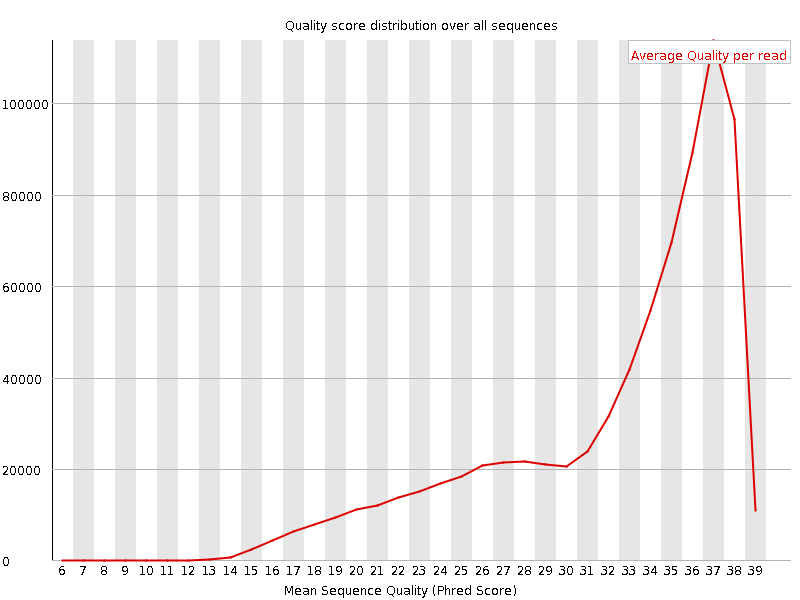 Quality score distribution over all sequences
Average Quality per read
100000
80000
60000
40000
20000
0
6 7 8 9 10 11 12 13 14 15 16 17 18 19 20 21 22 23 24 25 26 27 28 29 30 31 32 33 34 35 36 37 38 39
Mean Sequence Quality (Phred Score)